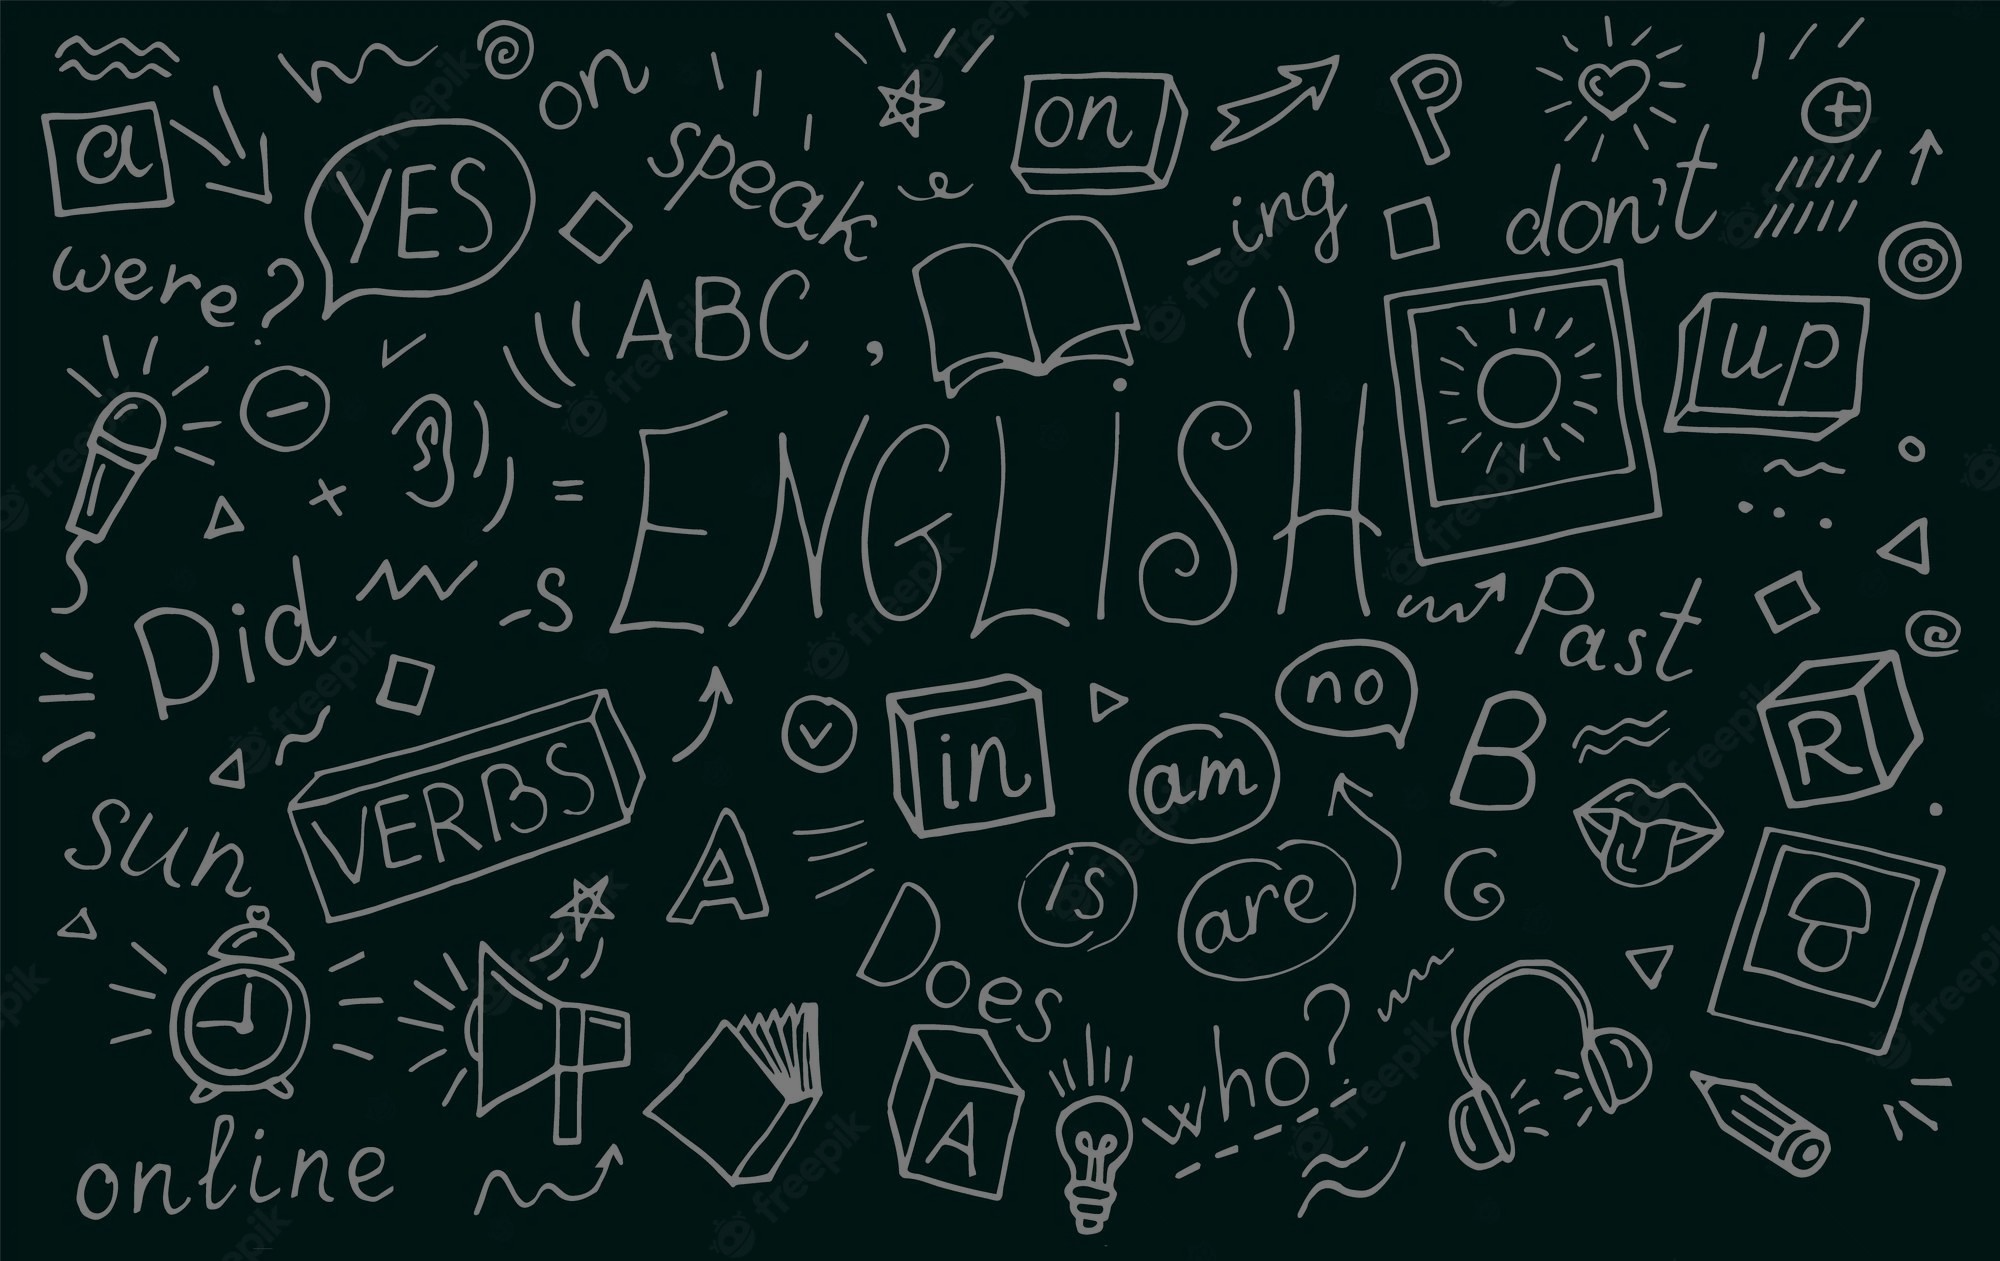 on
a
YES
speak
on
P
don't
_ing
were?
ABC,
()
up
+ =
ENGLiSH
Did
-s
Past
no
VERBS
in
am
B
R
sun
A
is
are
G
Does
who?
A
online
freepik